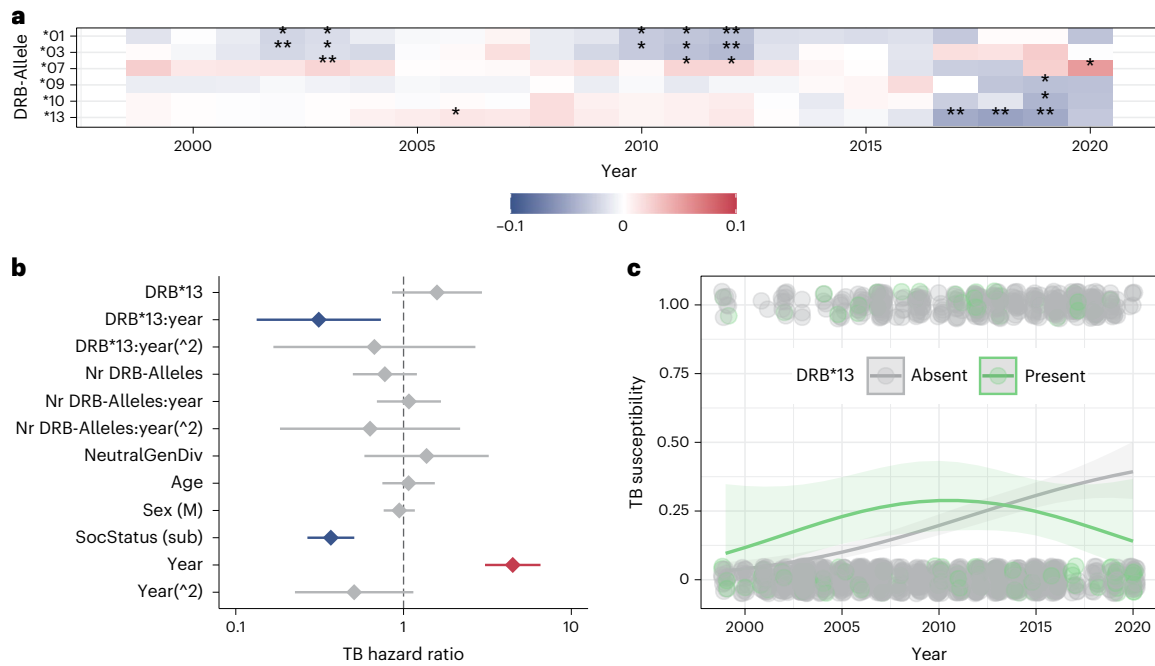 a
DRB-Allele
*01
*03
*07
*09
*10
*13
* * * * **
** * * * **
** * *
*
*
*
* ** ** **
2000 2005 2010 2015 2020
Year
−0.1 0 0.1
b
DRB*13
DRB*13:year
DRB*13:year(^2)
Nr DRB-Alleles
Nr DRB-Alleles:year
Nr DRB-Alleles:year(^2)
NeutralGenDiv
Age
Sex (M)
SocStatus (sub)
Year
Year(^2)
0.1 1 10
TB hazard ratio
c
TB susceptibility
1.00
0.75
0.50
0.25
0
DRB*13 Absent Present
2000 2005 2010 2015 2020
Year